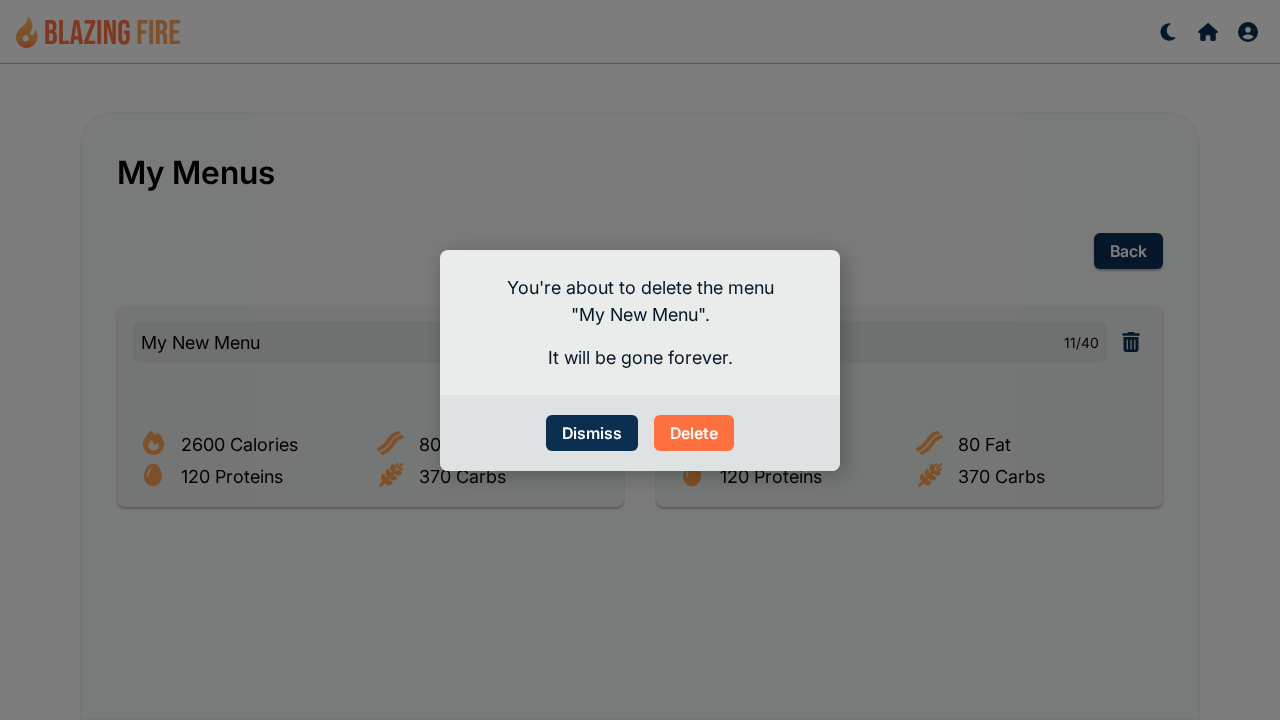 BLAZING FIRE
My Menus
Back
You're about to delete the menu
"My New Menu".
It will be gone forever.
Dismiss
Delete
My New Menu
11/40
2600 Calories
80
120 Proteins
370 Carbs
80 Fat
120 Proteins
370 Carbs